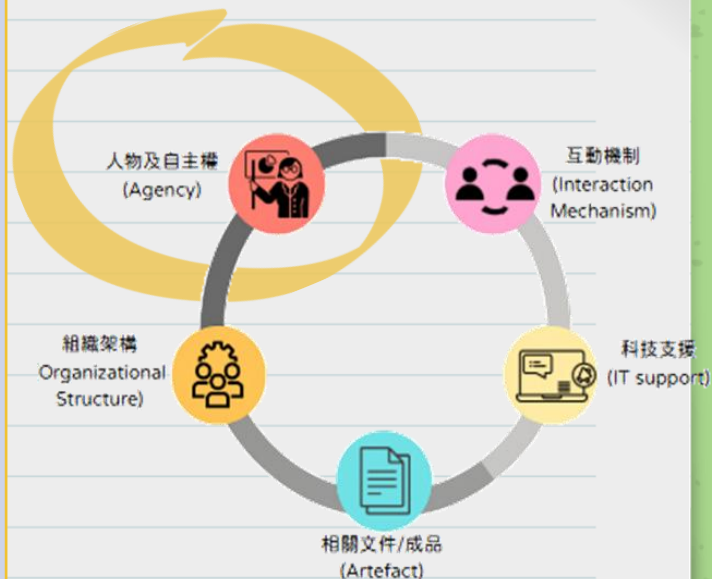 人物及自主權
(Agency)
互動機制
(Interaction
Mechanism)
組織架構
Organizational
Structure)
科技支援
(IT support)
相關文件/成品
(Artefact)